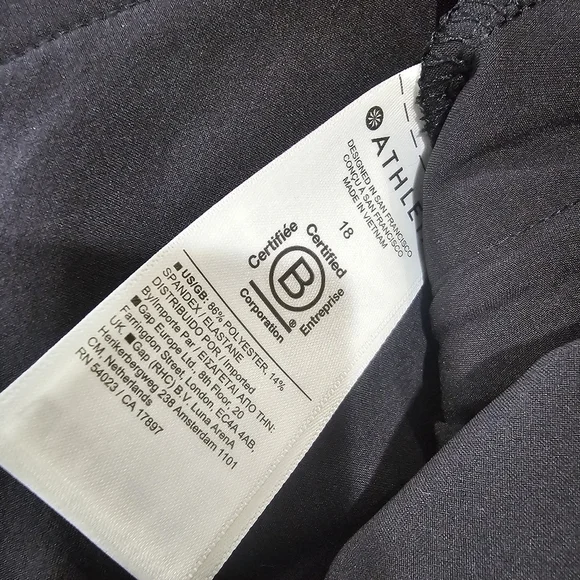 ATHLE
DESIGNED IN SAN FRANCISCO
CONÇU À SAN FRANCISCO
MADE IN VIETNAM
18
Certifiée
Certified
B
®
Corporation
Entreprise
■ US/GB: 86% POLYESTER, 14%
SPANDEX / ELASTANE
DISTRIBUIDO POR / Imported
By/Importe Par / ΕΙΣΑΓΕΤΑΙ ΑΠΟ ΤΗΝ:
■ Gap Europe Ltd., 8th Floor, 20
Farringdon Street, London, EC4A 4AB,
UK. ■ Gap (RHC) B.V. Luna ArenA
Herikerbergweg 238 Amsterdam 1101
CM, Netherlands
RN 54023 / CA 17897